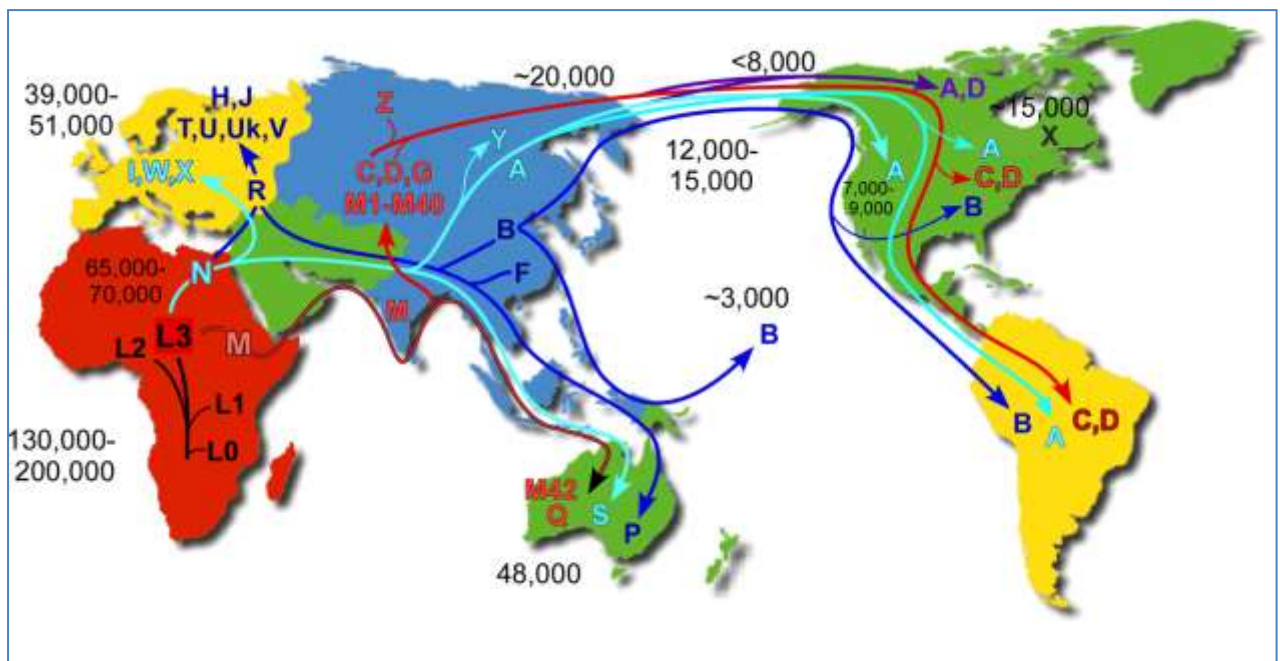 39,000-
51,000
H,J
T,U,Uk,V
I,W,X
R
65,000-
70,000
N
L3
L2
M
L1
L0
130,000-
200,000
Z
C,D,G
M1-M40
Y
A
B
F
M
~20,000
<8,000
12,000-
15,000
A,D
~15,000
X
A
A
C,D
7,000-
9,000
B
~3,000
B
B
A
C,D
M42
Q
S
P
48,000